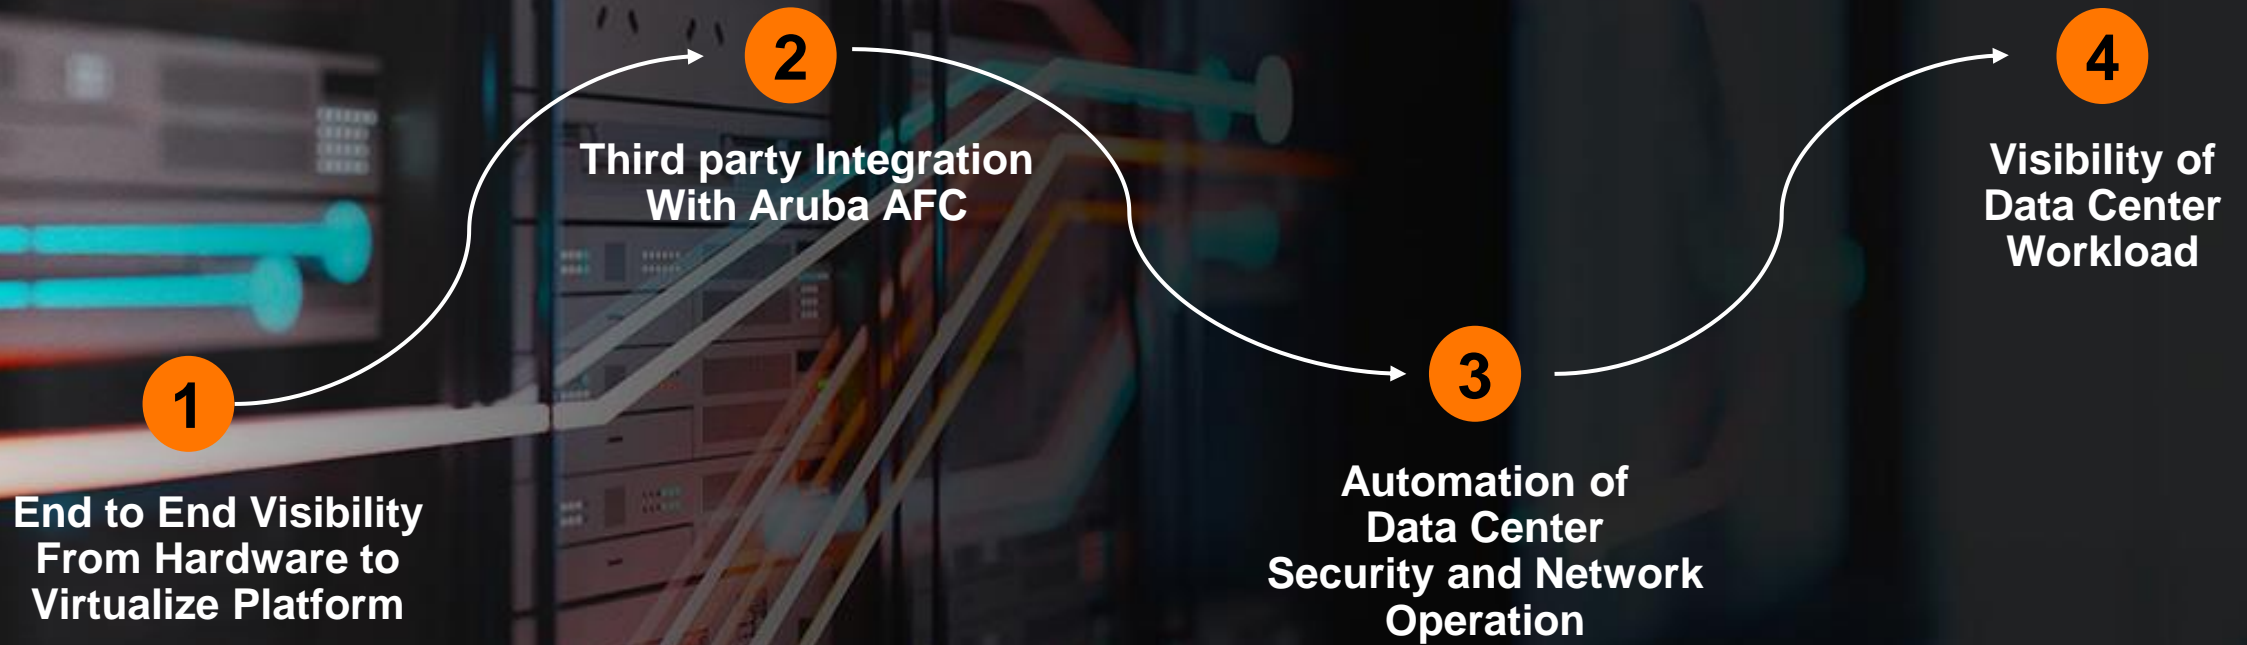 1
End to End Visibility
From Hardware to
Virtualize Platform
2
Third party Integration
With Aruba AFC
3
Automation of
Data Center
Security and Network
Operation
4
Visibility of
Data Center
Workload